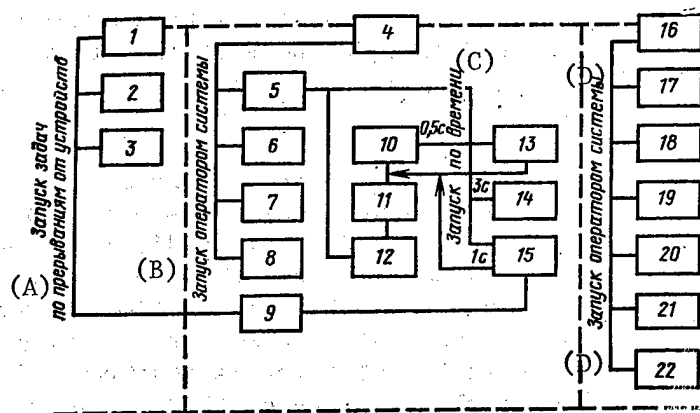 1
2
3
Запуск задач
по прерываниям от устройств
(A)
(B)
Запуск оператором системы
4
5
6
7
8
9
(C)
Запуск по времени
0,5с
10
11
12
13
3с
14
1с
15
(D)
Запуск оператором системы
(D)
16
17
18
19
20
21
22